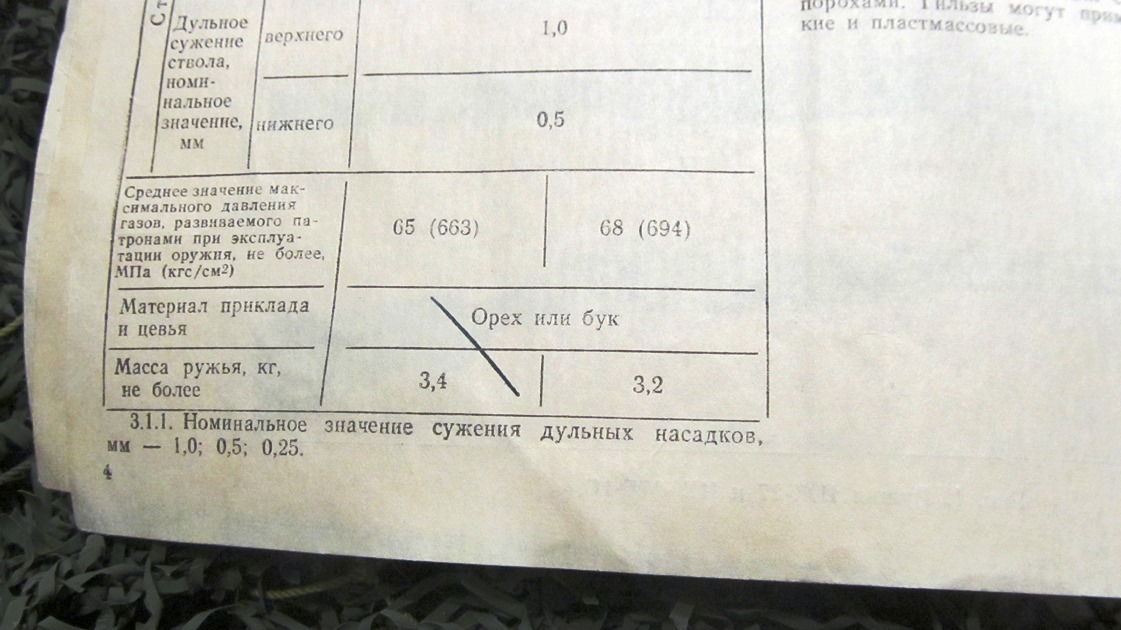 Ст
Дульное
сужение
ствола,
номи-
нальное
значение,
мм
верхнего
1,0
нижнего
0,5
Среднее значение мак-
симального давления
газов, развиваемого па-
тронами при эксплуа-
тации оружия, не более,
МПа (кгс/см²)
65 (663)
68 (694)
Материал приклада
и цевья
Орех или бук
Масса ружья, кг,
не более
3,4
3,2
3.1.1. Номинальное значение сужения дульных насадков,
мм — 1,0; 0,5; 0,25.
4
порохами. Гильзы могут прим
кие и пластмассовые.